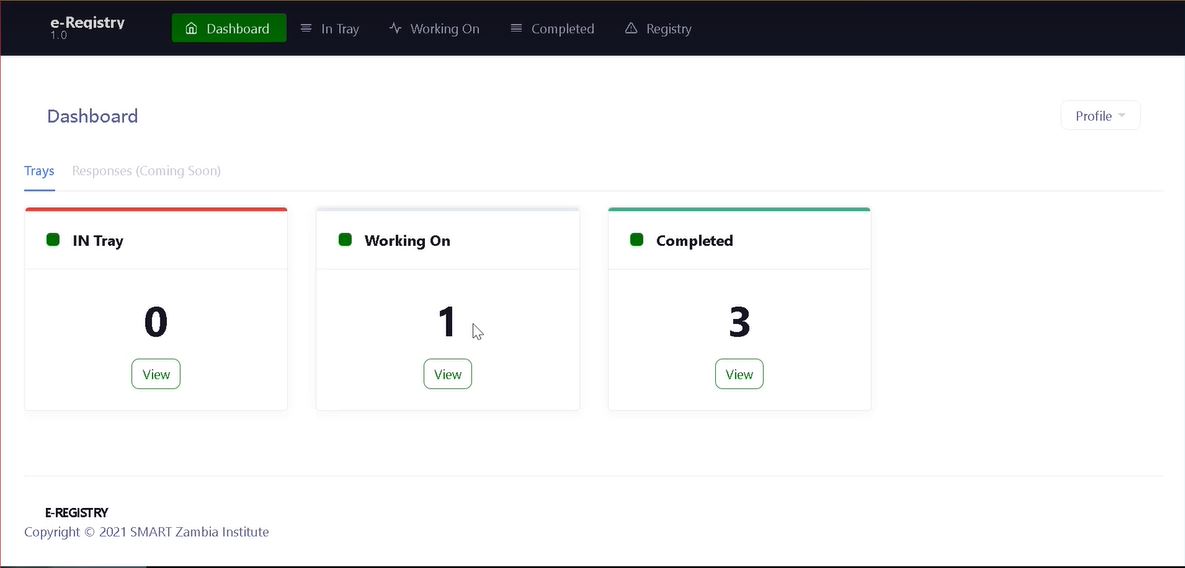 e-Registry
1.0
Dashboard In Tray Working On Completed Registry
Dashboard
Profile
Trays Responses (Coming Soon)
IN Tray Working On Completed
0 1 3
View View View
E-REGISTRY
Copyright © 2021 SMART Zambia Institute